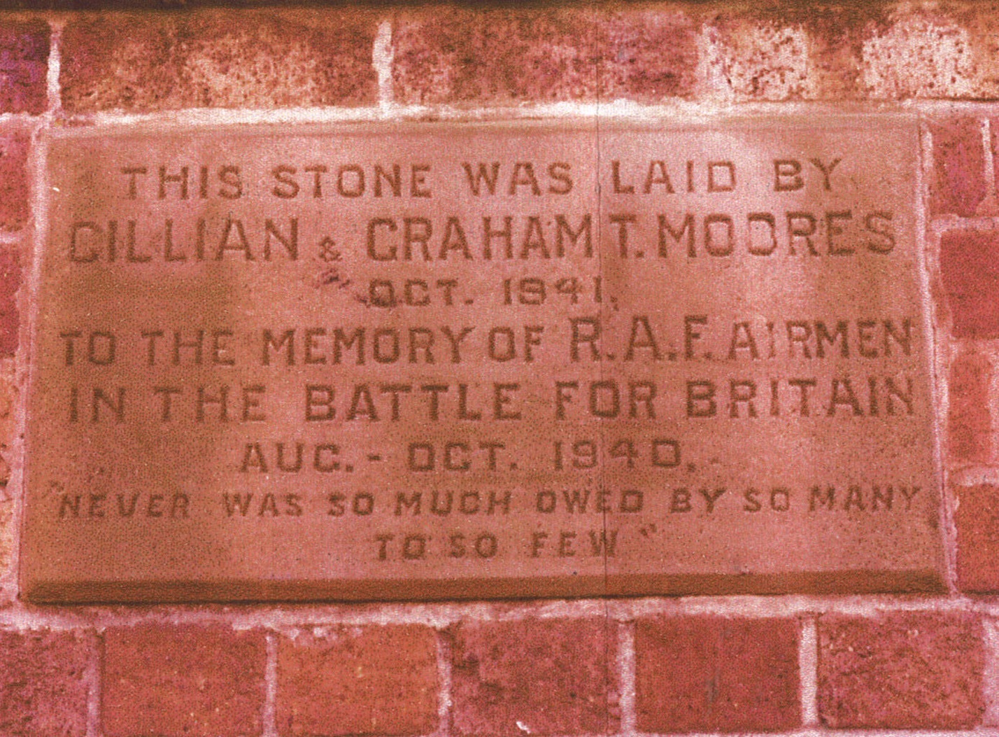 THIS STONE WAS LAID BY
GILLIAN & GRAHAM T. MOORES
OCT. 1941.
TO THE MEMORY OF R.A.F. AIRMEN
IN THE BATTLE FOR BRITAIN
AUG. - OCT. 1940.
"NEVER WAS SO MUCH OWED BY SO MANY
TO SO FEW"